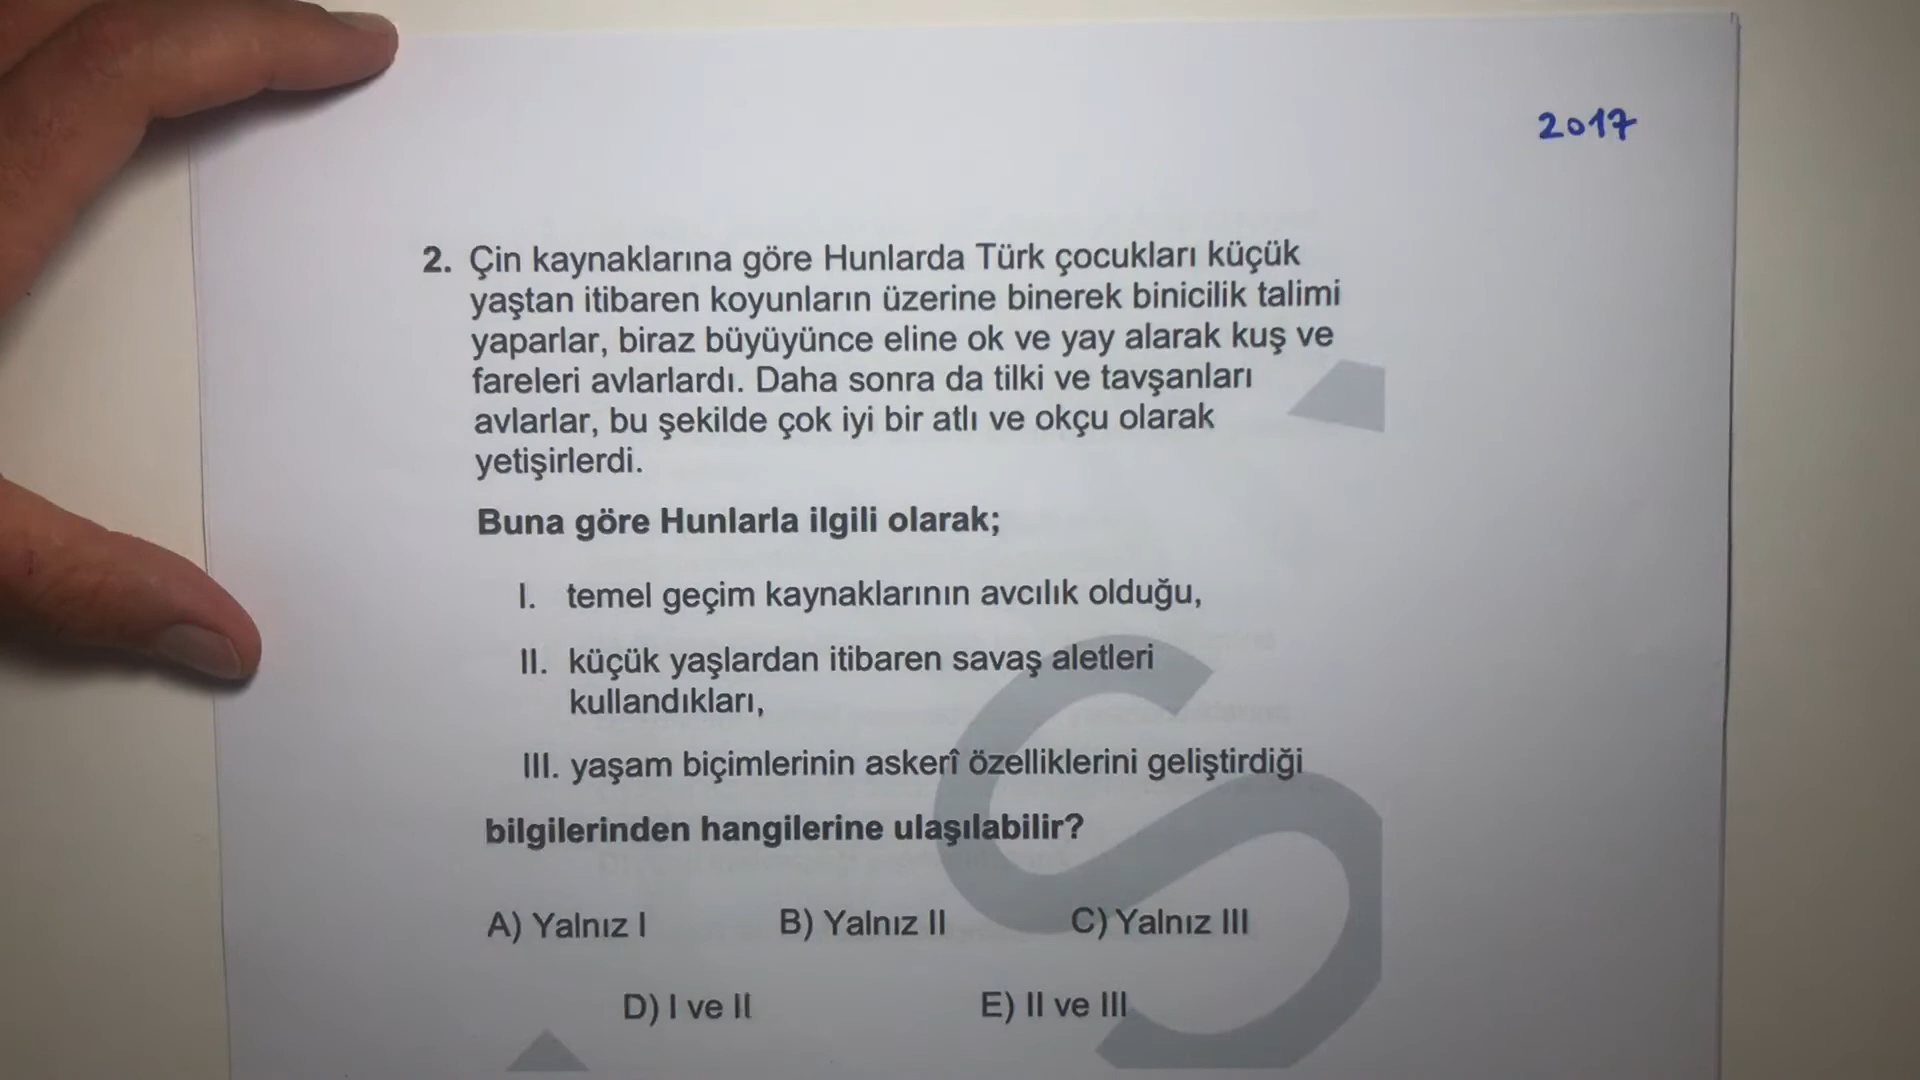 2017
2. Çin kaynaklarına göre Hunlarda Türk çocukları küçük
yaştan itibaren koyunların üzerine binerek binicilik talimi
yaparlar, biraz büyüyünce eline ok ve yay alarak kuş ve
fareleri avlarlardı. Daha sonra da tilki ve tavşanları
avlarlar, bu şekilde çok iyi bir atlı ve okçu olarak
yetişirlerdi.
Buna göre Hunlarla ilgili olarak;
I. temel geçim kaynaklarının avcılık olduğu,
II. küçük yaşlardan itibaren savaş aletleri
kullandıkları,
III. yaşam biçimlerinin askerî özelliklerini geliştirdiği
bilgilerinden hangilerine ulaşılabilir?
A) Yalnız I B) Yalnız II C) Yalnız III
D) I ve II E) II ve III